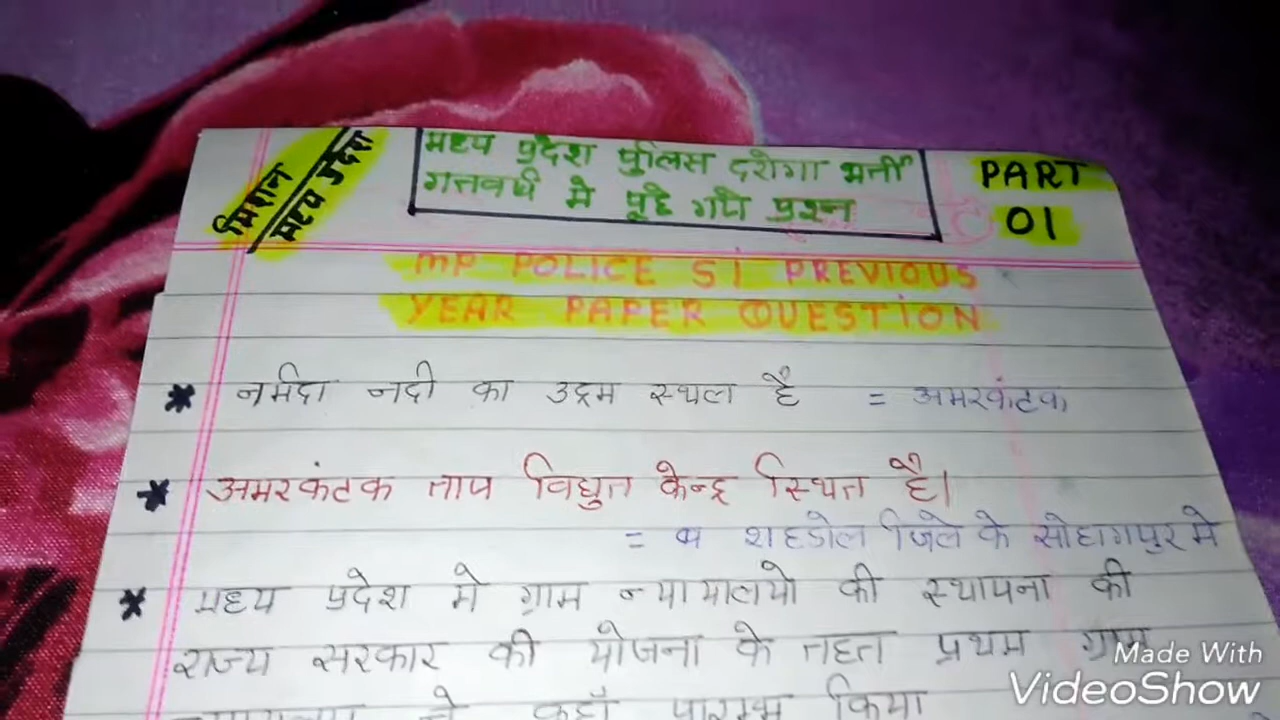 मिशन
मध्य प्रदेश
मध्य प्रदेश पुलिस दरोगा भर्ती
गतवर्ष मे पूछे गये प्रश्न
PART
01
MP POLICE SI PREVIOUS
YEAR PAPER QUESTION
* नर्मदा नदी का उद्गम स्थल है = अमरकंटक
* अमरकंटक ताप विद्युत केन्द्र स्थित है।
= शहडोल जिले के सोहागपुर मे
* मध्य प्रदेश मे ग्राम न्यायालयो की स्थापना की
राज्य सरकार की योजना के तहत प्रथम ग्राम
ने कहाँ प्रारम्भ किया
Made With
VideoShow